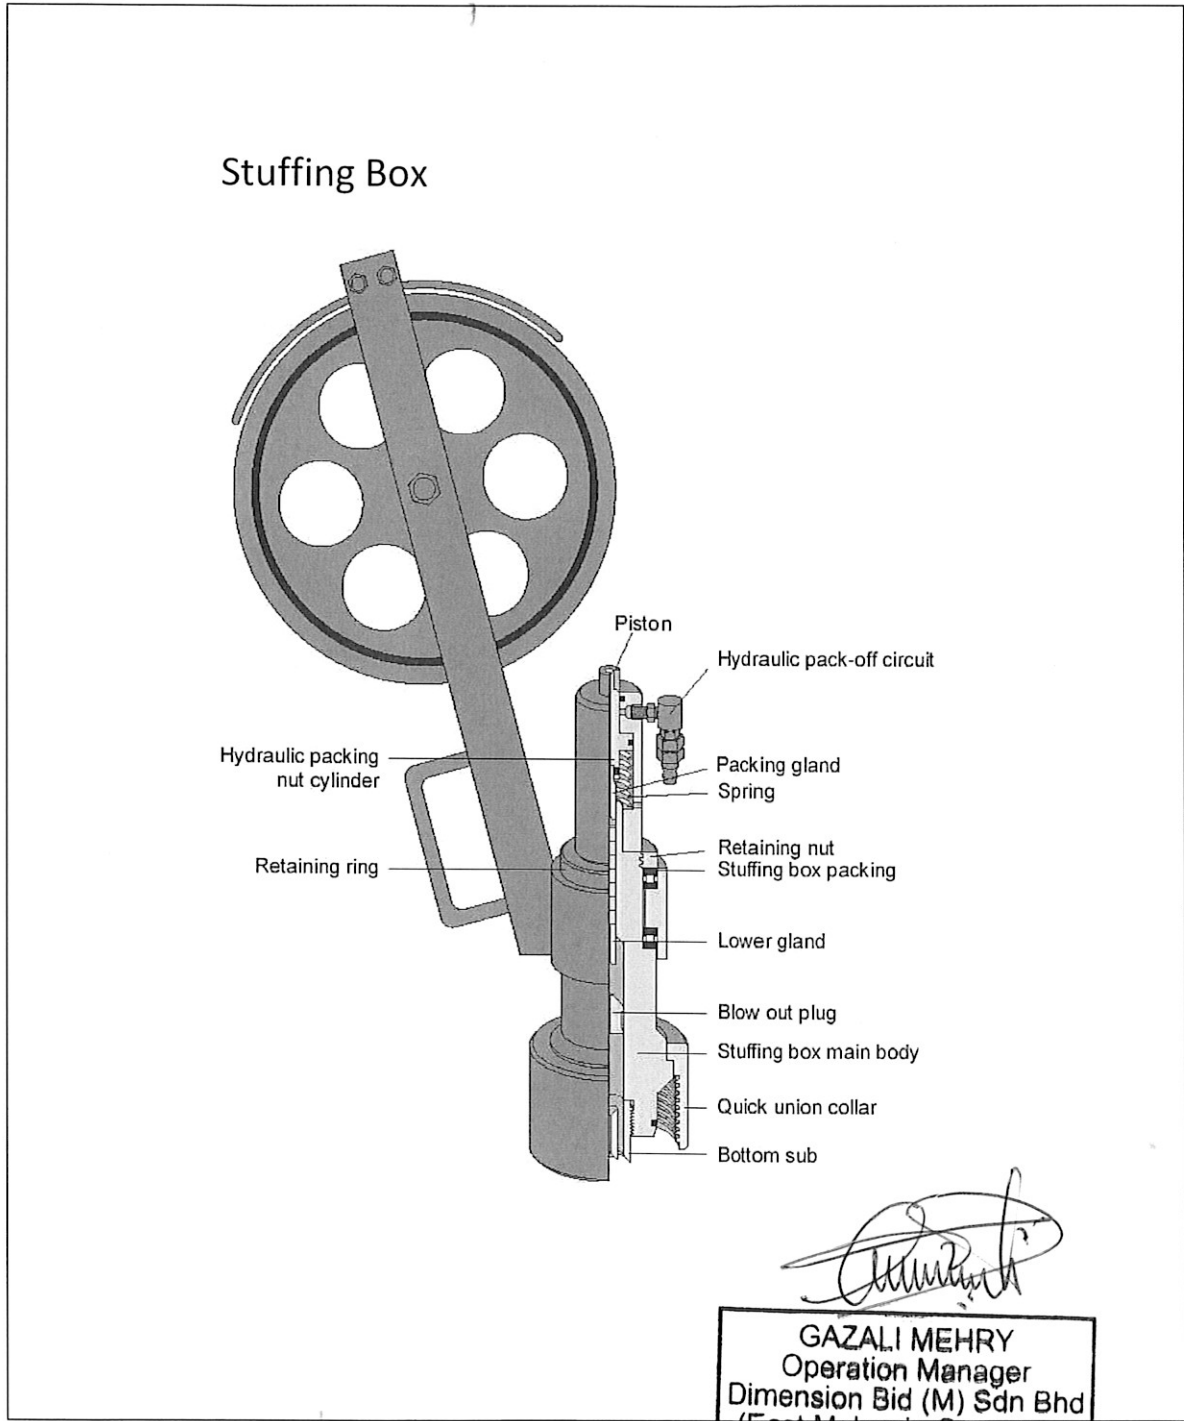 Stuffing Box
Piston
Hydraulic pack-off circuit
Hydraulic packing
nut cylinder
Packing gland
Spring
Retaining nut
Retaining ring
Stuffing box packing
Lower gland
Blow out plug
Stuffing box main body
Quick union collar
Bottom sub
GAZALI MEHRY
Operation Manager
Dimension Bid (M) Sdn Bhd